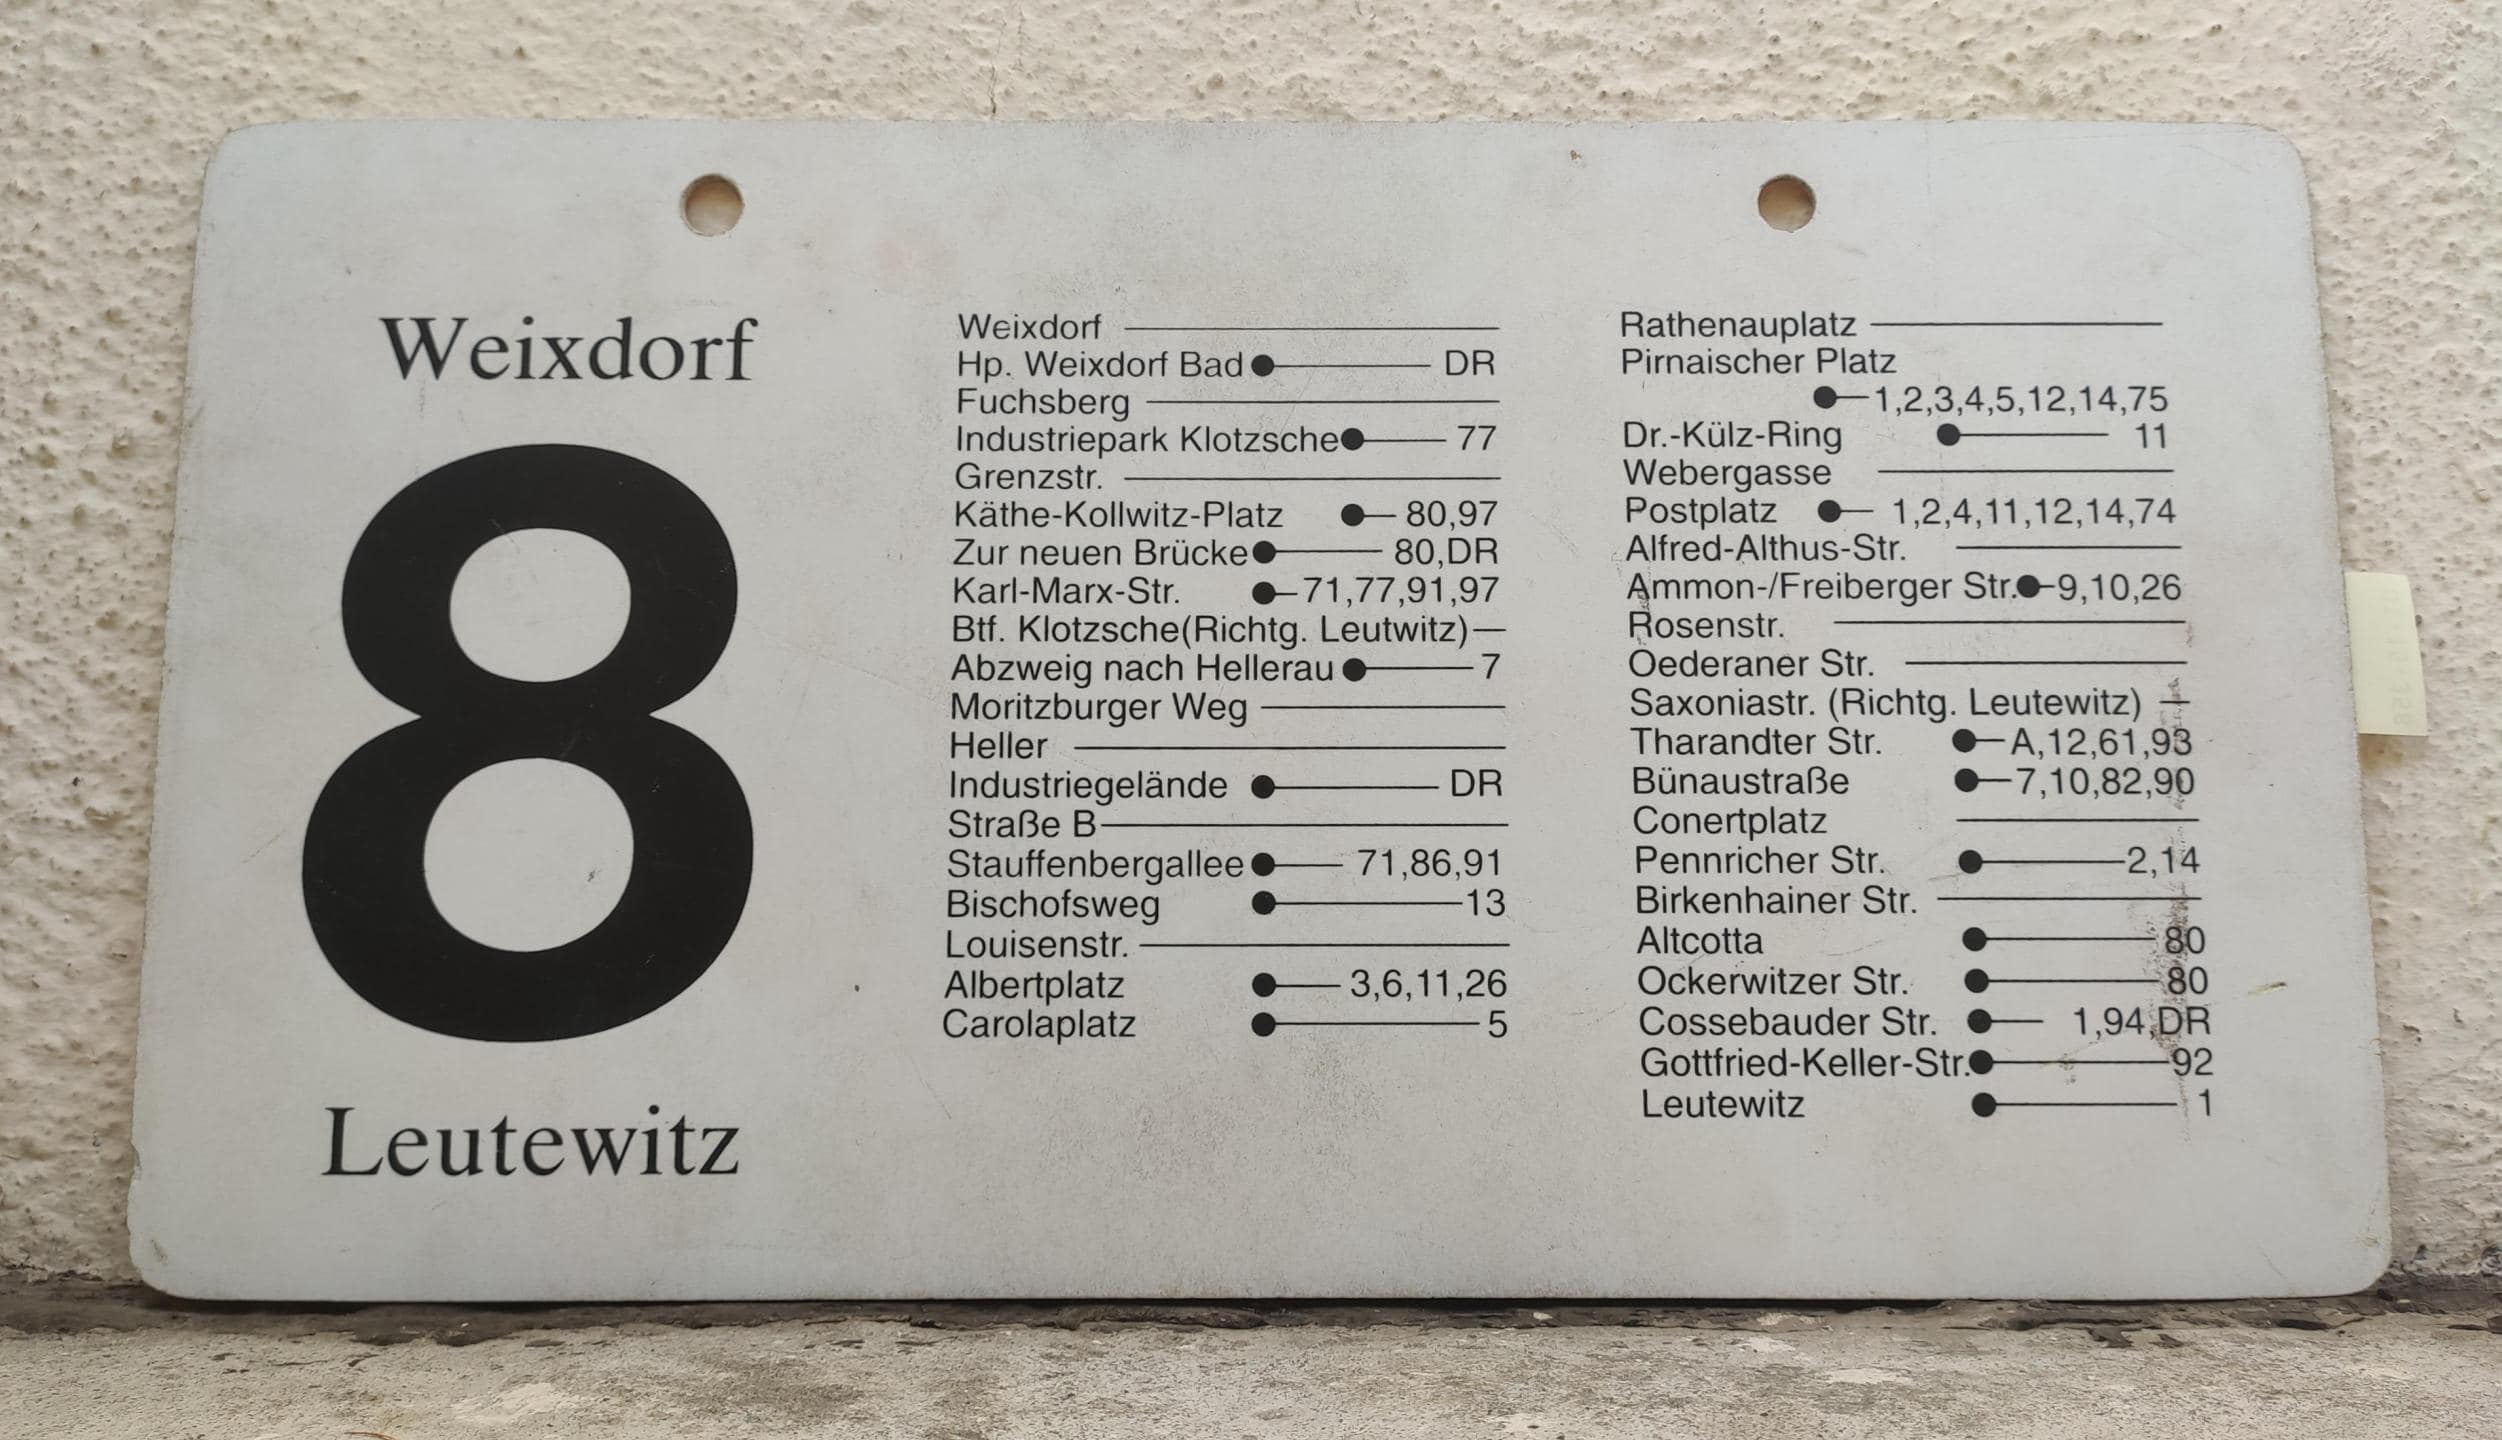 Weixdorf
8
Leutewitz
Weixdorf
Hp. Weixdorf Bad DR
Fuchsberg
Industriepark Klotzsche 77
Grenzstr.
Käthe-Kollwitz-Platz 80,97
Zur neuen Brücke 80,DR
Karl-Marx-Str. 71,77,91,97
Btf. Klotzsche(Richtg. Leutwitz)
Abzweig nach Hellerau 7
Moritzburger Weg
Heller
Industriegelände DR
Straße B
Stauffenbergallee 71,86,91
Bischofsweg 13
Louisenstr.
Albertplatz 3,6,11,26
Carolaplatz 5
Rathenauplatz
Pirnaischer Platz
1,2,3,4,5,12,14,75
Dr.-Külz-Ring 11
Webergasse
Postplatz 1,2,4,11,12,14,74
Alfred-Althus-Str.
Ammon-/Freiberger Str. 9,10,26
Rosenstr.
Oederaner Str.
Saxoniastr. (Richtg. Leutewitz)
Tharandter Str. A,12,61,93
Bünaustraße 7,10,82,90
Conertplatz
Pennricher Str. 2,14
Birkenhainer Str.
Altcotta 80
Ockerwitzer Str. 80
Cossebauder Str. 1,94,DR
Gottfried-Keller-Str. 92
Leutewitz 1